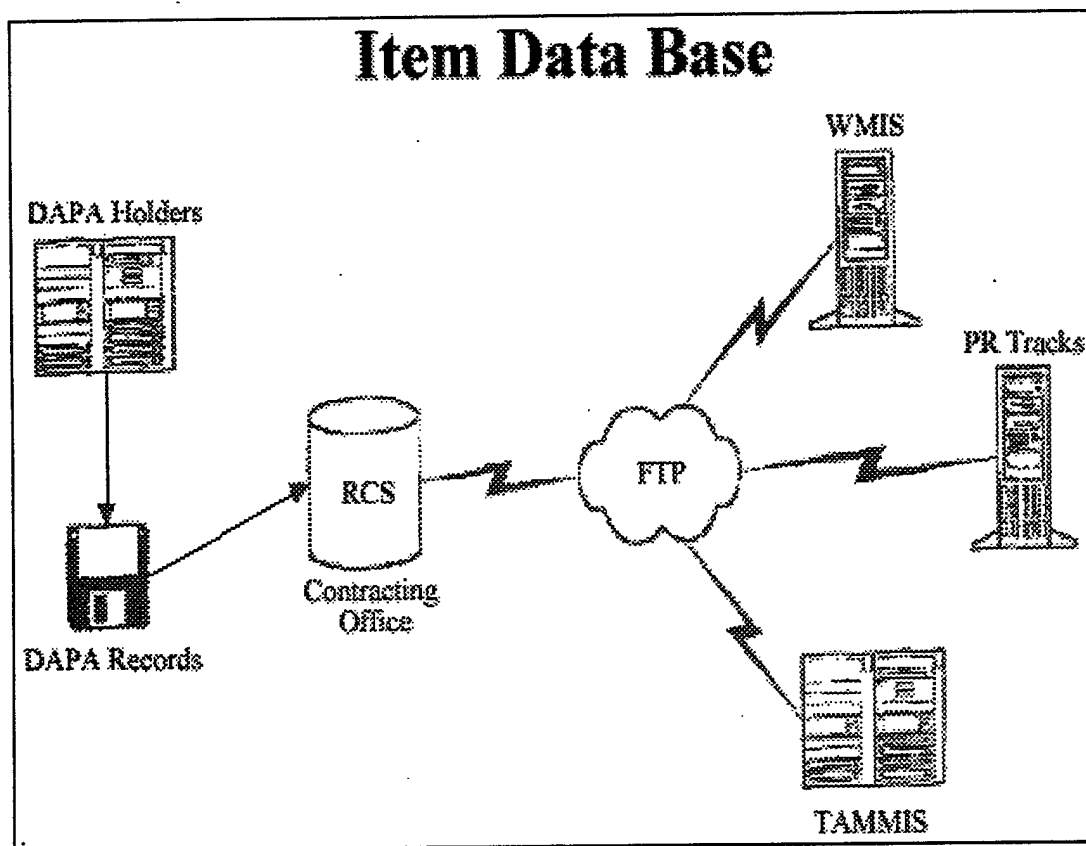 Item Data Base
WMIS
DAPA Holders
PR Tracks
RCS
FTP
Contracting
Office
DAPA Records
TAMMIS